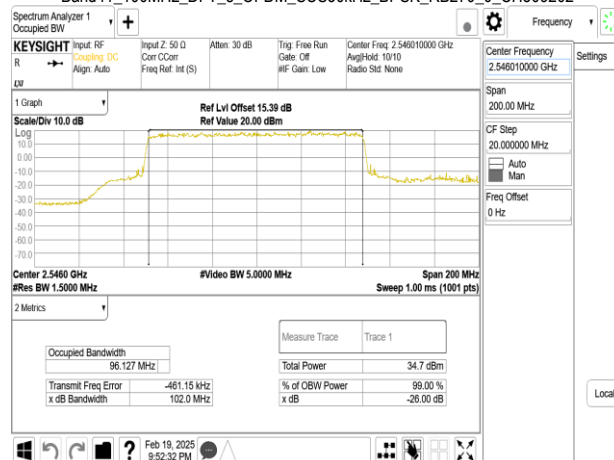 Spectrum Analyzer 1
Occupied BW
Frequency
KEYSIGHT
R
Input: RF
Coupling: DC
Align: Auto
Input Z: 50 Ω
Corr CCorr
Freq Ref: Int (S)
Atten: 30 dB
Trig: Free Run
Gate: Off
#IF Gain: Low
Center Freq: 2.546010000 GHz
Avg|Hold: 10/10
Radio Std: None
Center Frequency
2.546010000 GHz
Settings
Span
200.00 MHz
CF Step
20.000000 MHz
Auto
Man
Freq Offset
0 Hz
Local
1 Graph
Scale/Div 10.0 dB
Ref Lvl Offset 15.39 dB
Ref Value 20.00 dBm
Log
10.0
0.00
-10.0
-20.0
-30.0
-40.0
-50.0
-60.0
-70.0
Center 2.5460 GHz
#Res BW 1.5000 MHz
#Video BW 5.0000 MHz
Span 200 MHz
Sweep 1.00 ms (1001 pts)
2 Metrics
Measure Trace Trace 1
Occupied Bandwidth
96.127 MHz
Total Power 34.7 dBm
Transmit Freq Error -461.15 kHz
% of OBW Power 99.00 %
x dB Bandwidth 102.0 MHz
x dB -26.00 dB
?
Feb 19, 2025
9:52:32 PM